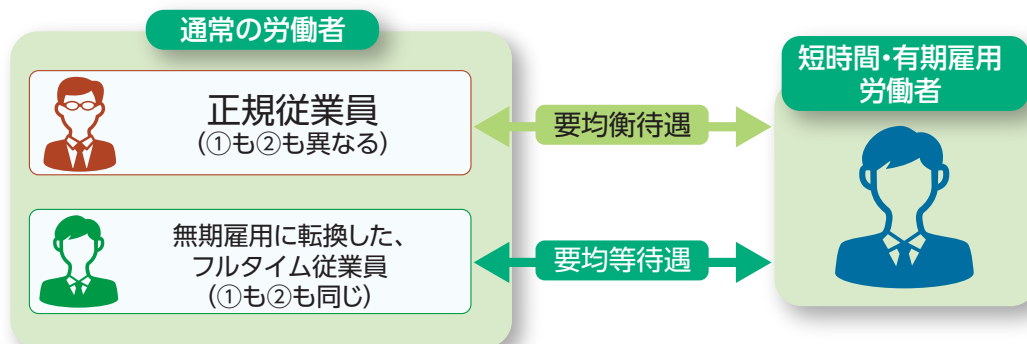 通常の労働者
正規従業員
(①も②も異なる)
要均衡待遇
短時間・有期雇用
労働者
無期雇用に転換した、
フルタイム従業員
(①も②も同じ)
要均等待遇